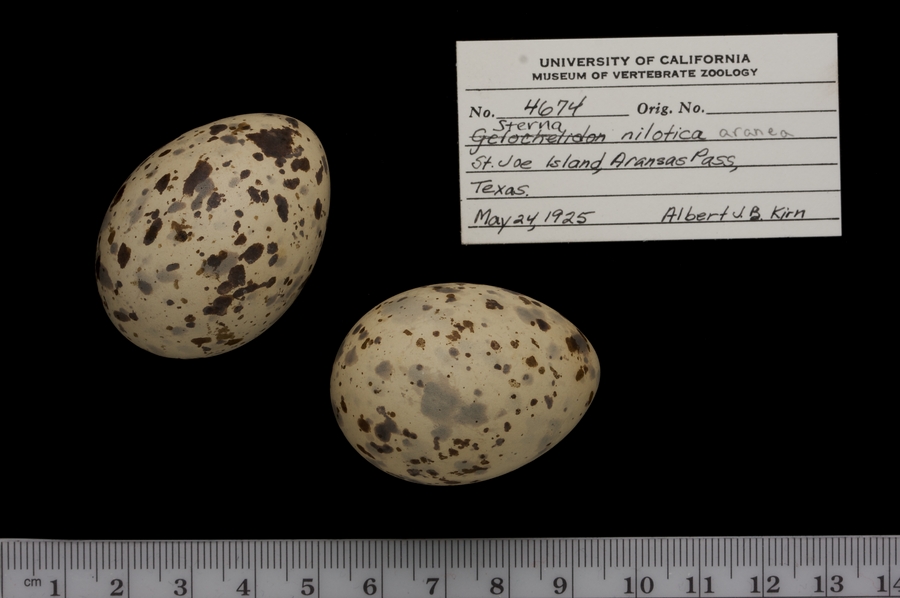 UNIVERSITY OF CALIFORNIA
MUSEUM OF VERTEBRATE ZOOLOGY
No. 4674 Orig. No.
Sterna
Gelochelidon nilotica aranea
St. Joe Island, Aransas Pass,
Texas.
May 24, 1925 Albert J. B. Kirn
cm 1 2 3 4 5 6 7 8 9 10 11 12 13 14